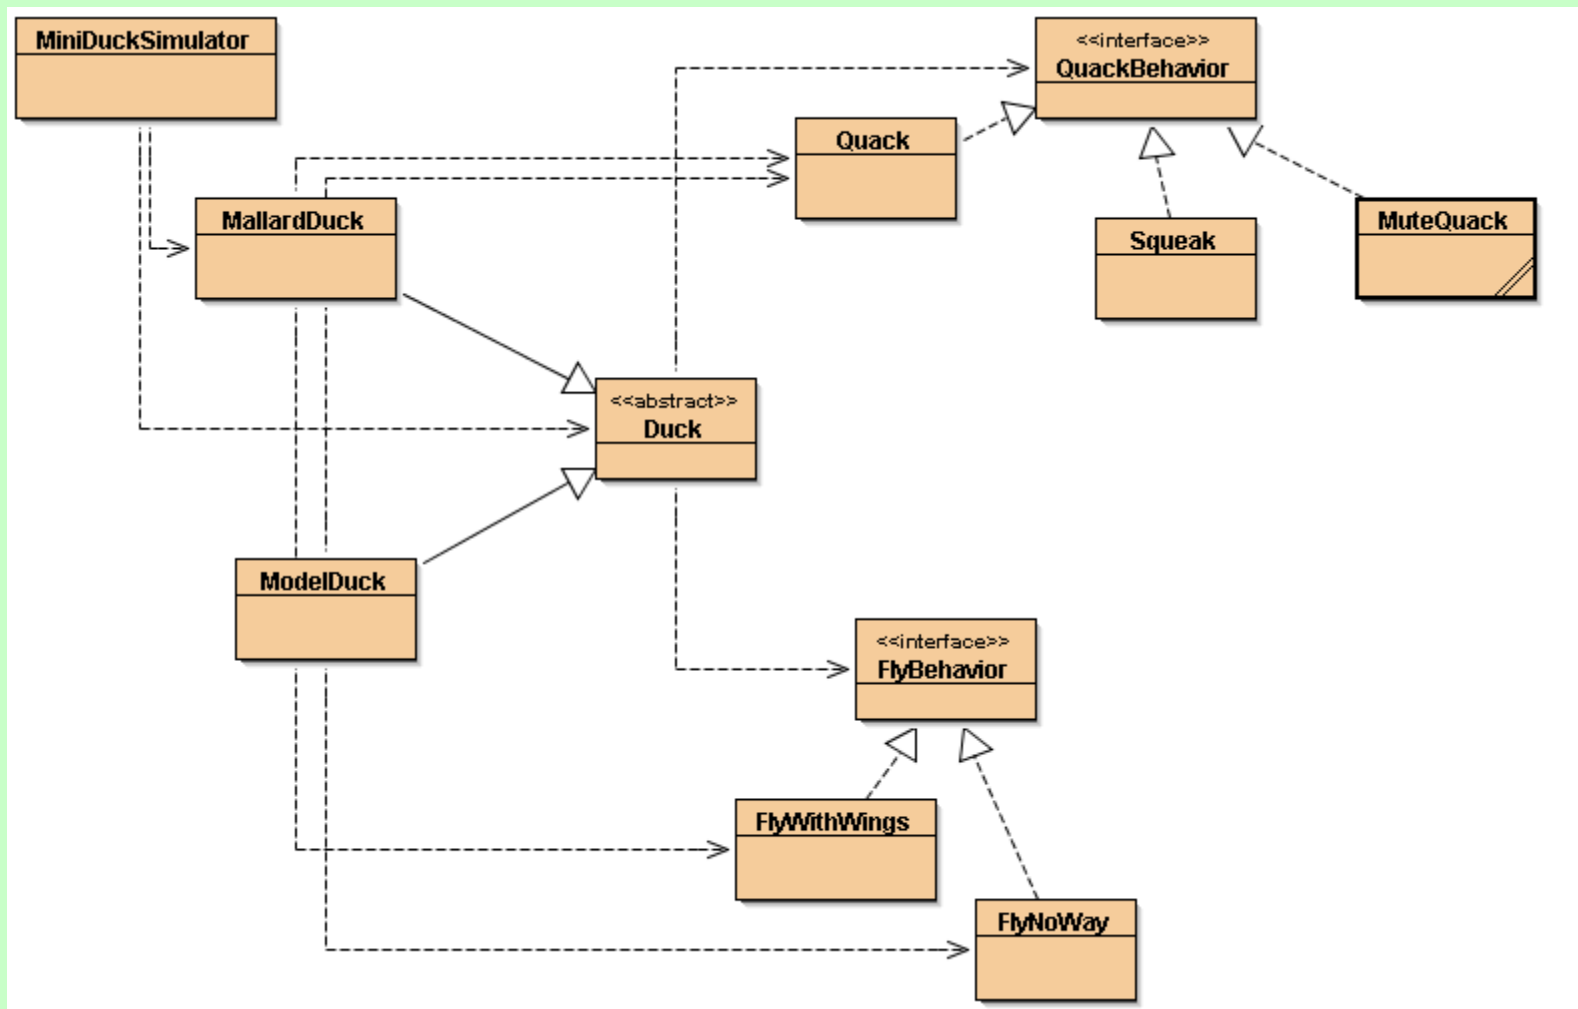 MiniDuckSimulator
<<interface>>
QuackBehavior
Quack
MallardDuck
Squeak
MuteQuack
<<abstract>>
Duck
ModelDuck
<<interface>>
FlyBehavior
FlyWithWings
FlyNoWay